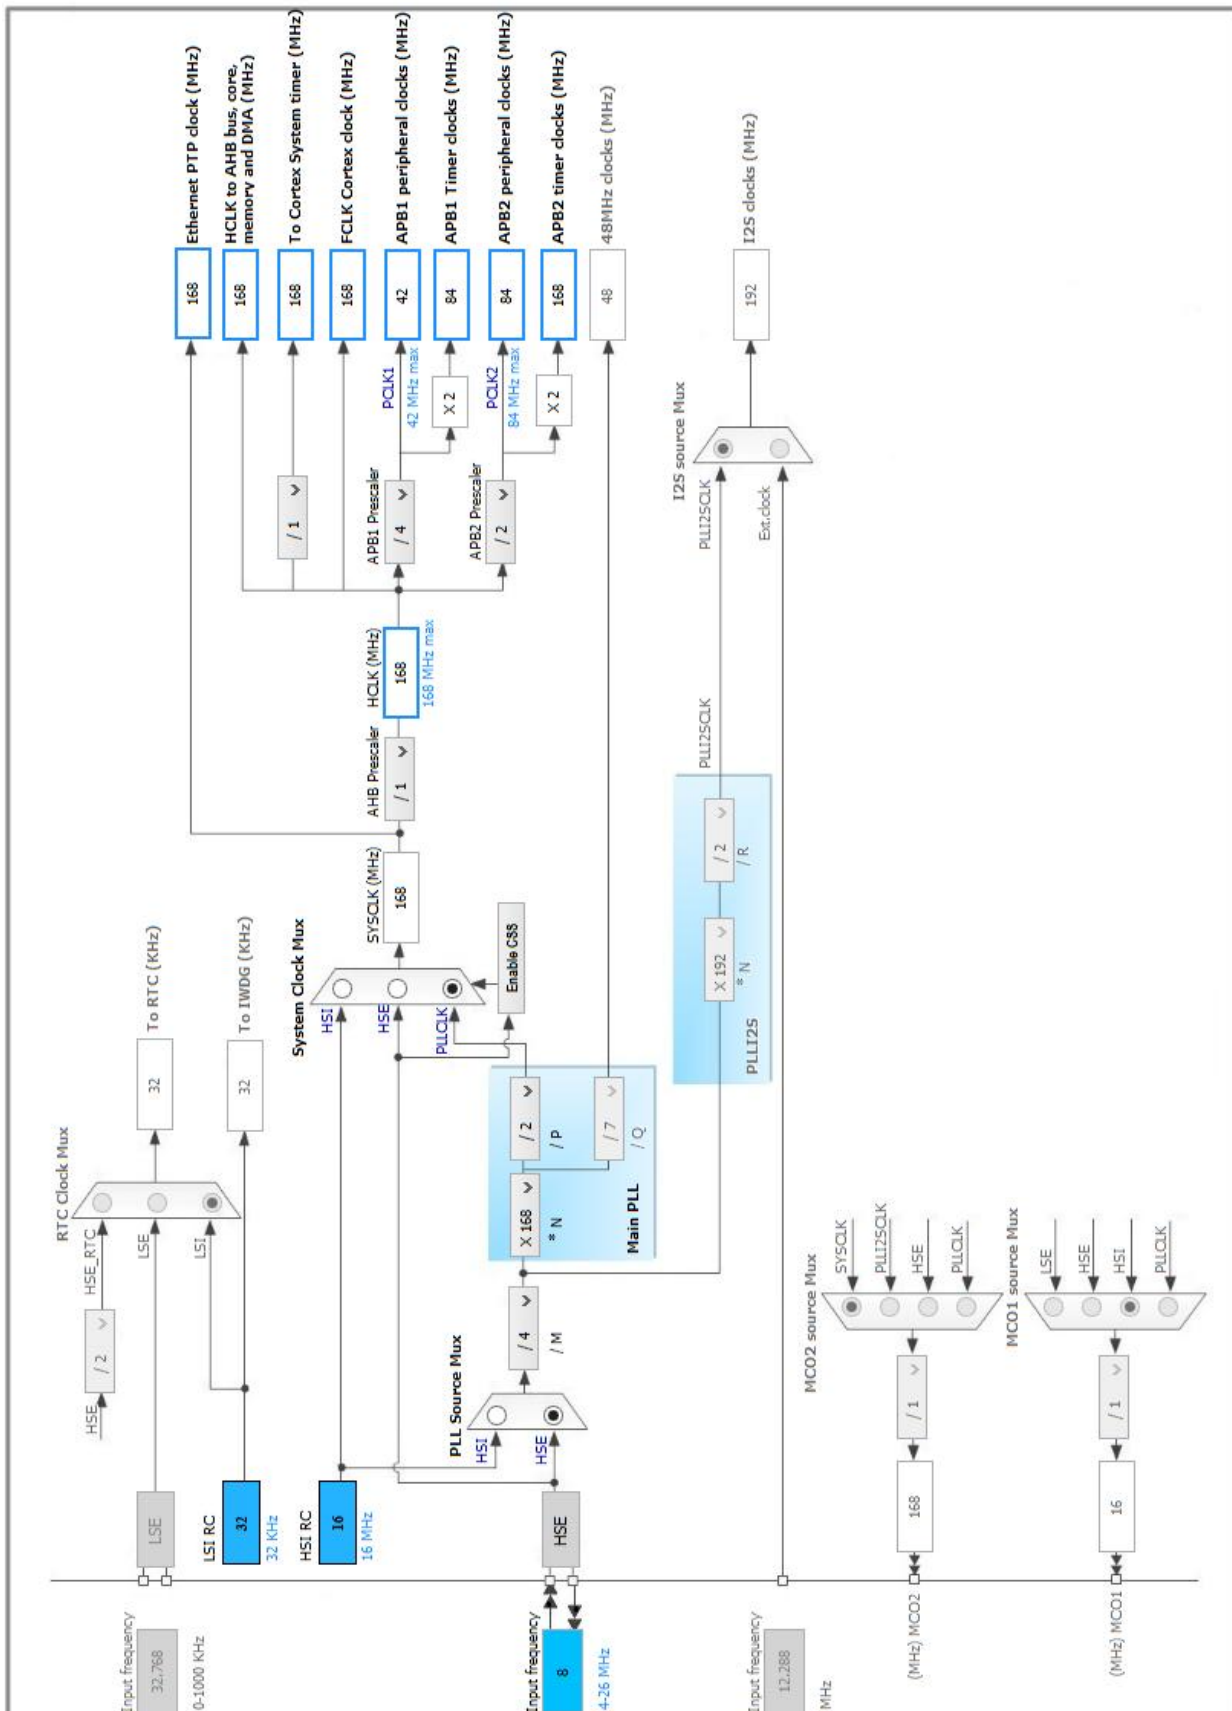 Input frequency
32.768
0-1000 KHz
LSE
HSE
/ 2
HSE_RTC
LSE
LSI
RTC Clock Mux
32
To RTC (KHz)
LSI RC
32
32 KHz
32
To IWDG (KHz)
HSI RC
16
16 MHz
Input frequency
8
4-26 MHz
HSE
PLL Source Mux
HSI
HSE
/ 4
/ M
X 168
* N
/ 2
/ P
/ 7
/ Q
Main PLL
System Clock Mux
HSI
HSE
PLLCLK
Enable CSS
SYSCLK (MHz)
168
AHB Prescaler
/ 1
HCLK (MHz)
168
168 MHz max
/ 1
APB1 Prescaler
/ 4
PCLK1
42 MHz max
X 2
APB2 Prescaler
/ 2
PCLK2
84 MHz max
X 2
168
Ethernet PTP clock (MHz)
168
HCLK to AHB bus, core,
memory and DMA (MHz)
168
To Cortex System timer (MHz)
168
FCLK Cortex clock (MHz)
42
APB1 peripheral clocks (MHz)
84
APB1 Timer clocks (MHz)
84
APB2 peripheral clocks (MHz)
168
APB2 timer clocks (MHz)
48
48MHz clocks (MHz)
PLLI2S
X 192
* N
/ 2
/ R
PLLI2SCLK
PLLI2SCLK
Ext.clock
I2S source Mux
192
I2S clocks (MHz)
Input frequency
12.288
MHz
MCO2 source Mux
SYSCLK
PLLI2SCLK
HSE
PLLCLK
/ 1
168
(MHz) MCO2
MCO1 source Mux
LSE
HSE
HSI
PLLCLK
/ 1
16
(MHz) MCO1